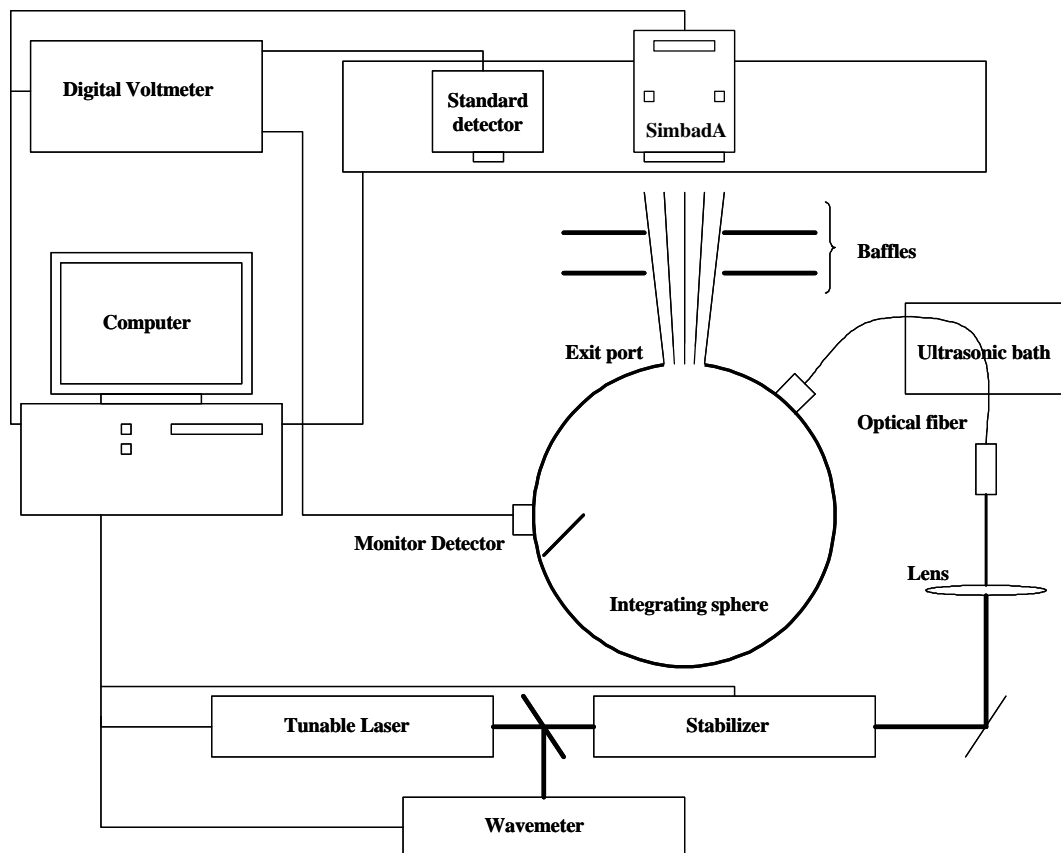 Digital Voltmeter
Standard
detector
SimbadA
Baffles
Computer
Exit port
Ultrasonic bath
Optical fiber
Monitor Detector
Lens
Integrating sphere
Tunable Laser
Stabilizer
Wavemeter